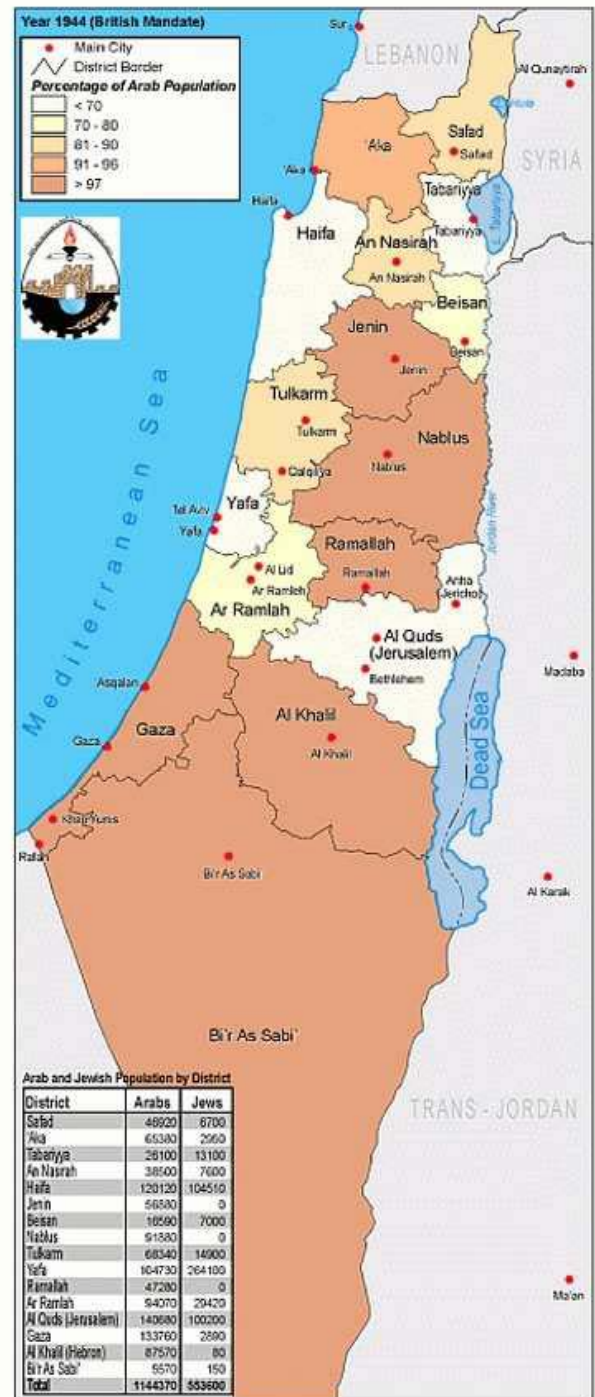 Year 1944 (British Mandate)
Main City
District Border
Percentage of Arab Population
< 70
70 - 80
81 - 90
91 - 96
> 97
Sur
LEBANON
Al Qunaytirah
SYRIA
'Aka
Safad
Safad
'Aka
Tabariyya
L. Tabariyya
Haifa
Haifa
An Nasirah
Tabariyya
An Nasirah
Beisan
Jenin
Beisan
Jenin
Mediterranean Sea
Tulkarm
Tulkarm
Nablus
Nablus
Qalqiliya
Tel Aviv
Yafa
Yafa
Jordan River
Ramallah
Al Lid
Ramallah
Ar Ramleh
Ar Ramlah
(Jericho)
Al Quds
(Jerusalem)
Bethlehem
Madaba
Dead Sea
Asqalan
Gaza
Al Khalil
Gaza
Al Khalil
Khan Yunis
Rafah
Bi'r As Sabi
Al Karak
Bi'r As Sabi'
TRANS - JORDAN
Ma'an
Arab and Jewish Population by District
District Arabs Jews
Safad 46920 6700
'Aka 65380 2950
Tabariyya 26100 13100
An Nasrah 38500 7600
Haifa 120120 104510
Jenin 56880 0
Beisan 16590 7000
Nablus 91880 0
Tulkarm 68340 14900
Yafa 104730 264100
Ramallah 47280 0
Ar Ramlah 94070 29420
Al Quds (Jerusalem) 140680 100200
Gaza 133760 2890
Al Khalil (Hebron) 87570 80
Bi'r As Sabi' 5570 150
Total 1144370 553600